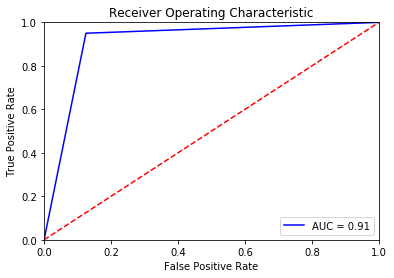 Receiver Operating Characteristic
True Positive Rate
1.0
0.8
0.6
0.4
0.2
0.0
AUC = 0.91
0.0 0.2 0.4 0.6 0.8 1.0
False Positive Rate